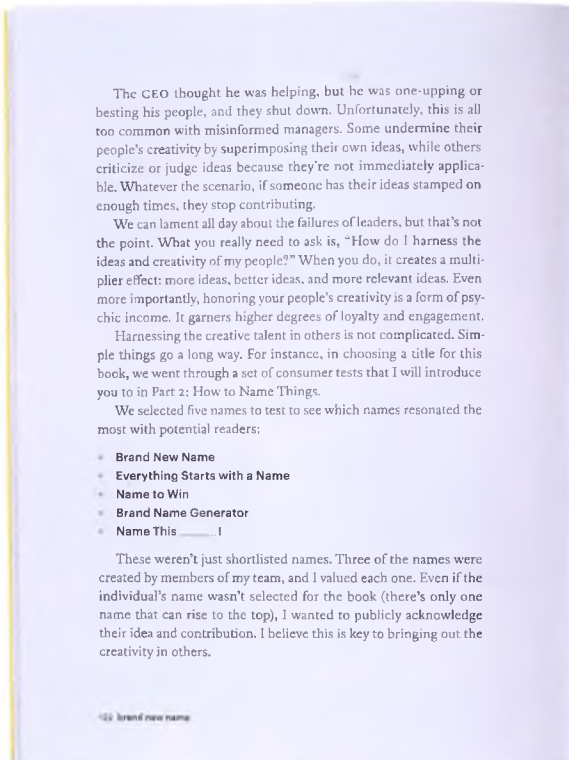 The CEO thought he was helping, but he was one-upping or
besting his people, and they shut down. Unfortunately, this is all
too common with misinformed managers. Some undermine their
people's creativity by superimposing their own ideas, while others
criticize or judge ideas because they're not immediately applica-
ble. Whatever the scenario, if someone has their ideas stamped on
enough times, they stop contributing.
We can lament all day about the failures of leaders, but that's not
the point. What you really need to ask is, "How do I harness the
ideas and creativity of my people?" When you do, it creates a multi-
plier effect: more ideas, better ideas, and more relevant ideas. Even
more importantly, honoring your people's creativity is a form of psy-
chic income. It garners higher degrees of loyalty and engagement.
Harnessing the creative talent in others is not complicated. Sim-
ple things go a long way. For instance, in choosing a title for this
book, we went through a set of consumer tests that I will introduce
you to in Part 2: How to Name Things.
We selected five names to test to see which names resonated the
most with potential readers:
• Brand New Name
• Everything Starts with a Name
• Name to Win
• Brand Name Generator
• Name This ______!
These weren't just shortlisted names. Three of the names were
created by members of my team, and I valued each one. Even if the
individual's name wasn't selected for the book (there's only one
name that can rise to the top), I wanted to publicly acknowledge
their idea and contribution. I believe this is key to bringing out the
creativity in others.
brand new name